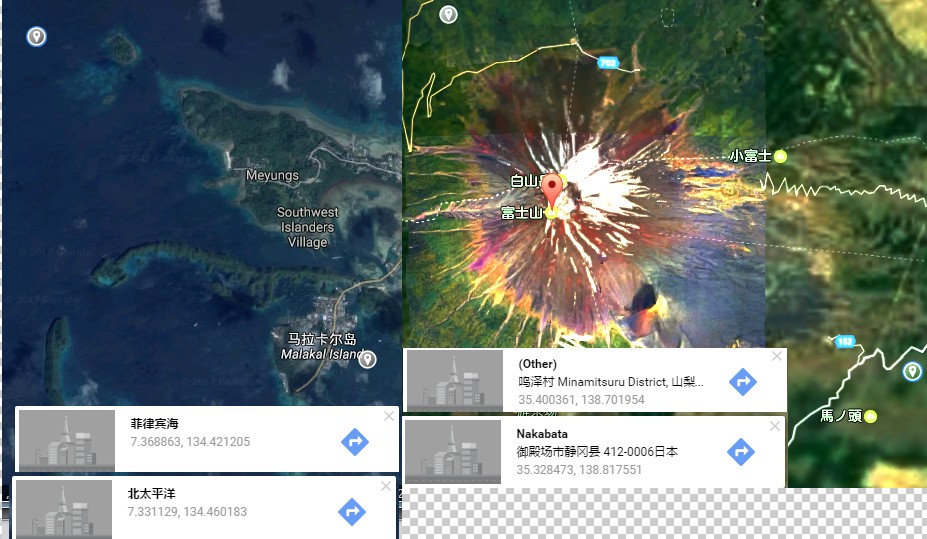 Meyungs
Southwest
Islanders
Village
马拉卡尔岛
Malakal Island
菲律宾海
7.368863, 134.421205
北太平洋
7.331129, 134.460183
702
小富士
白山
富士山
152
馬ノ頭
(Other)
鸣泽村 Minamitsuru District, 山梨...
35.400361, 138.701954
Nakabata
御殿场市静冈县 412-0006日本
35.328473, 138.817551